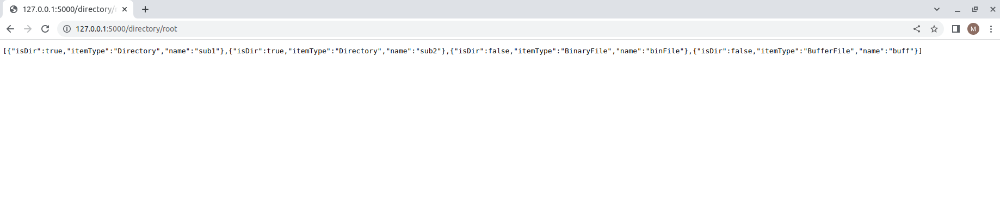 127.0.0.1:5000/directory/
127.0.0.1:5000/directory/root
M
[{"isDir":true,"itemType":"Directory","name":"sub1"},{"isDir":true,"itemType":"Directory","name":"sub2"},{"isDir":false,"itemType":"BinaryFile","name":"binFile"},{"isDir":false,"itemType":"BufferFile","name":"buff"}]